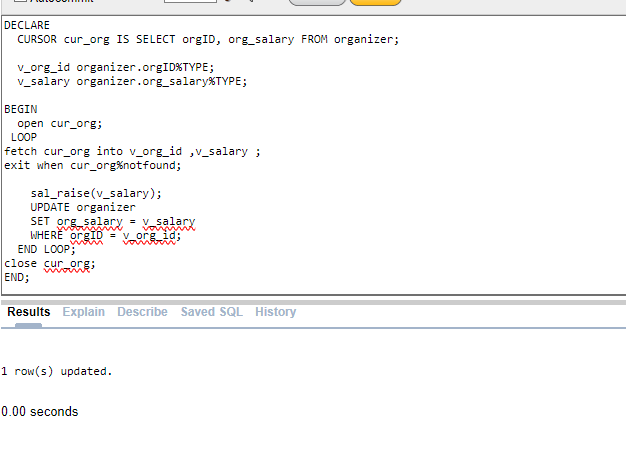 Autocommit
DECLARE
CURSOR cur_org IS SELECT orgID, org_salary FROM organizer;
v_org_id organizer.orgID%TYPE;
v_salary organizer.org_salary%TYPE;
BEGIN
open cur_org;
LOOP
fetch cur_org into v_org_id ,v_salary ;
exit when cur_org%notfound;
sal_raise(v_salary);
UPDATE organizer
SET org_salary = v_salary
WHERE orgID = v_org_id;
END LOOP;
close cur_org;
END;
Results Explain Describe Saved SQL History
1 row(s) updated.
0.00 seconds